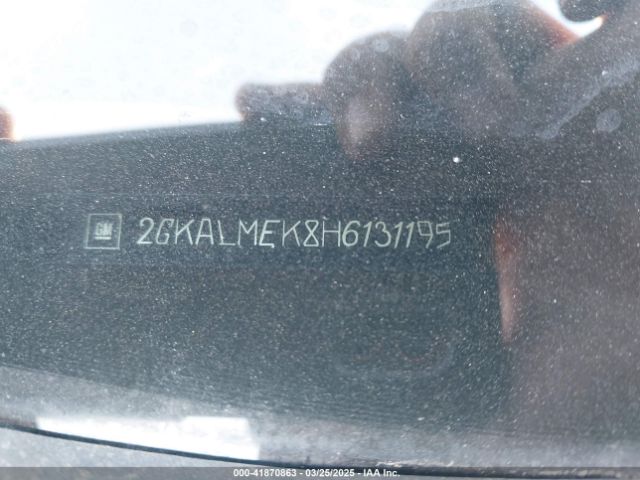 GM 2GKALMEK8H6131195
000-41870863 - 03/25/2025 - IAA Inc.